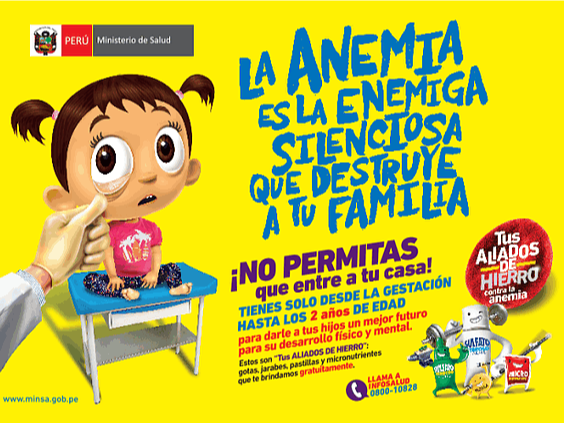 PERÚ Ministerio de Salud
LA ANEMIA
ES LA ENEMIGA
SILENCIOSA
QUE DESTRUYE
A TU FAMILIA
¡NO PERMITAS
que entre a tu casa!
TIENES SOLO DESDE LA GESTACIÓN
HASTA LOS 2 años DE EDAD
para darle a tus hijos un mejor futuro
para su desarrollo físico y mental.
Estos son "Tus ALIADOS DE HIERRO":
gotas, jarabes, pastillas y micronutrientes
que te brindamos gratuitamente.
LLAMA A
INFOSALUD
0800-10828
Tus
ALIADOS
DE
HIERRO
contra la
anemia
SULFATO
MICRO
www.minsa.gob.pe